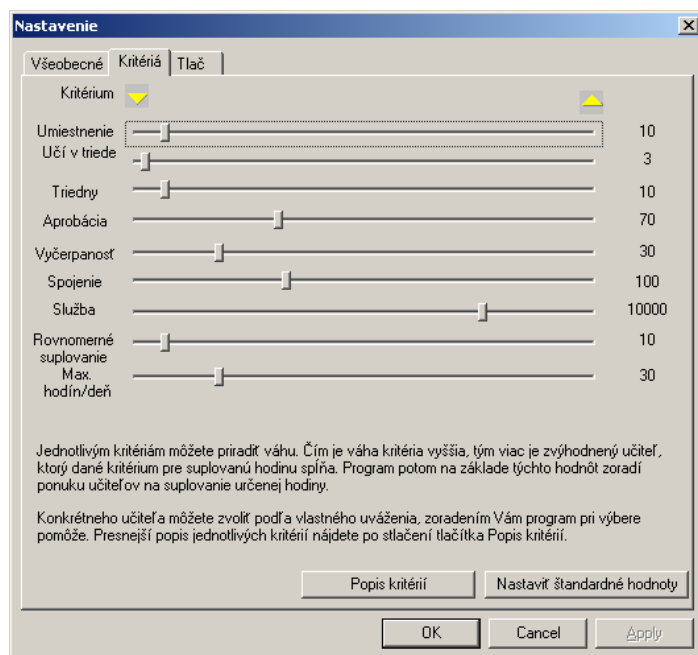 Nastavenie
Všeobecné Kritériá Tlač
Kritérium
Umiestnenie 10
Učí v triede 3
Triedny 10
Aprobácia 70
Vyčerpanosť 30
Spojenie 100
Služba 10000
Rovnomerné
suplovanie 10
Max.
hodín/deň 30
Jednotlivým kritériám môžete priradiť váhu. Čím je váha kritéria vyššia, tým viac je zvýhodnený učiteľ,
ktorý dané kritérium pre suplovanú hodinu spĺňa. Program potom na základe týchto hodnôt zoradí
ponuku učiteľov na suplovanie určenej hodiny.
Konkrétneho učiteľa môžete zvoliť podľa vlastného uváženia, zoradením Vám program pri výbere
pomôže. Presnejší popis jednotlivých kritérií nájdete po stlačení tlačítka Popis kritérií.
Popis kritérií Nastaviť štandardné hodnoty
OK Cancel Apply